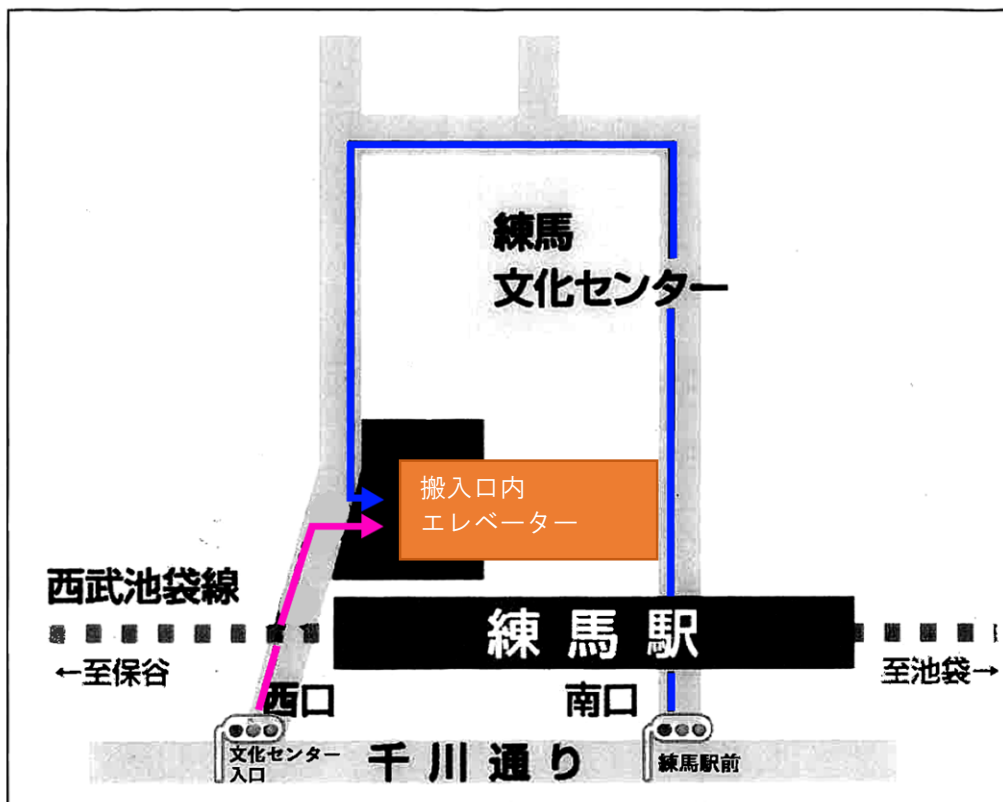 練馬
文化センター
搬入口内
エレベーター
西武池袋線
練馬駅
←至保谷
至池袋→
西口
南口
文化センター
入口
千川通り
練馬駅前